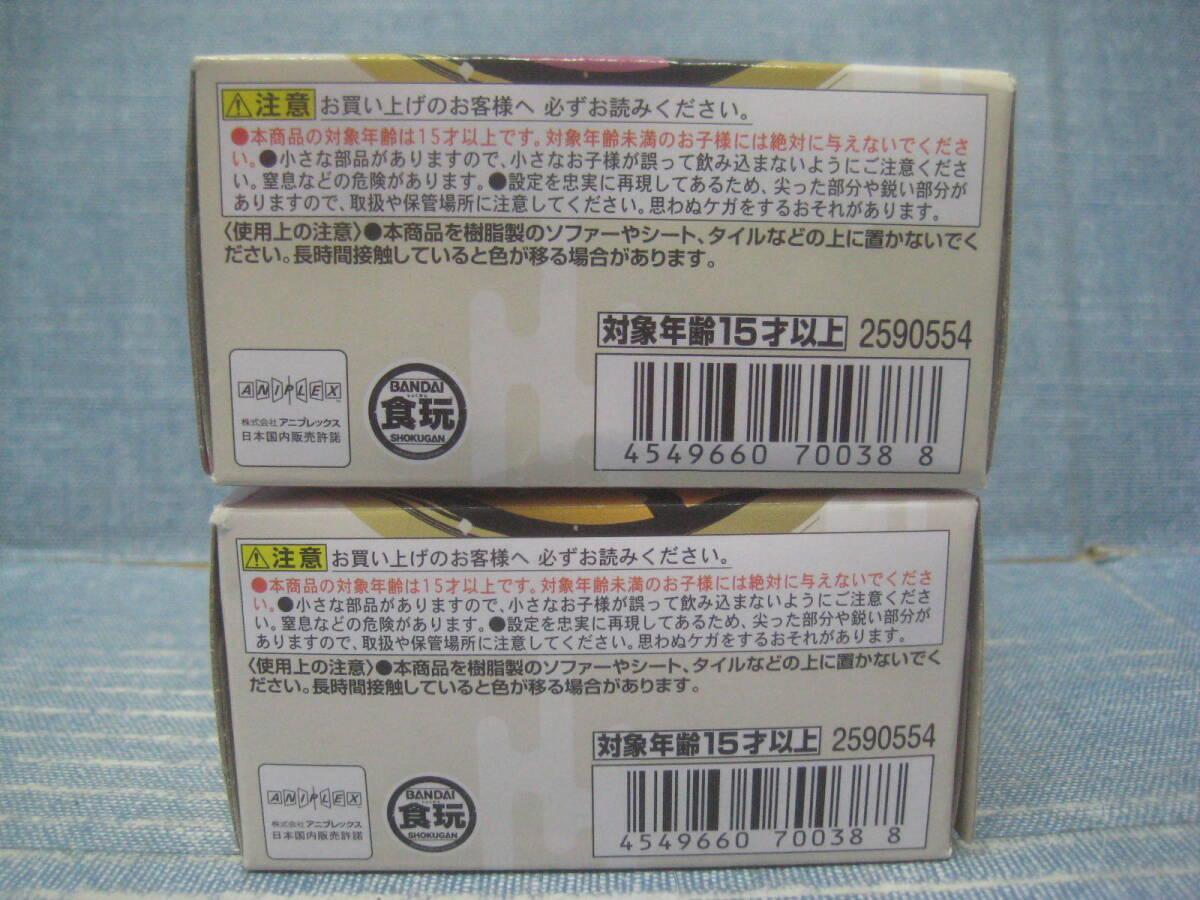 ⚠注意 お買い上げのお客様へ 必ずお読みください。
●本商品の対象年齢は15才以上です。対象年齢未満のお子様には絶対に与えないでくださ
い。●小さな部品がありますので、小さなお子様が誤って飲み込まないようにご注意くださ
い。窒息などの危険があります。●設定を忠実に再現してあるため、尖った部分や鋭い部分が
ありますので、取扱や保管場所に注意してください。思わぬケガをするおそれがあります。
〈使用上の注意〉●本商品を樹脂製のソファーやシート、タイルなどの上に置かないでく
ださい。長時間接触していると色が移る場合があります。
対象年齢15才以上 2590554
ANIPLEX
株式会社アニプレックス
日本国内販売許諾
BANDAI
食玩
SHOKUGAN
4549660 70038 8
⚠注意 お買い上げのお客様へ 必ずお読みください。
●本商品の対象年齢は15才以上です。対象年齢未満のお子様には絶対に与えないでくださ
い。●小さな部品がありますので、小さなお子様が誤って飲み込まないようにご注意くださ
い。窒息などの危険があります。●設定を忠実に再現してあるため、尖った部分や鋭い部分が
ありますので、取扱や保管場所に注意してください。思わぬケガをするおそれがあります。
〈使用上の注意〉●本商品を樹脂製のソファーやシート、タイルなどの上に置かないでく
ださい。長時間接触していると色が移る場合があります。
対象年齢15才以上 2590554
ANIPLEX
株式会社アニプレックス
日本国内販売許諾
BANDAI
食玩
SHOKUGAN
4549660 70038 8